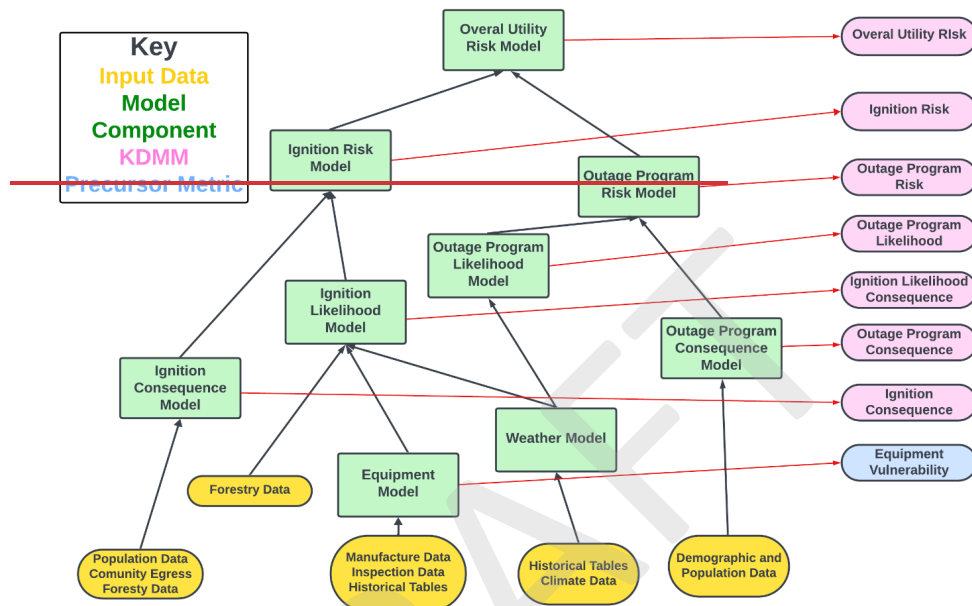 Key
Input Data
Model
Component
KDMM
Precursor Metric
Overal Utility
Risk Model
Overal Utility RIsk
Ignition Risk
Model
Ignition Risk
Outage Program
Risk Model
Outage Program
Risk
Outage Program
Likelihood
Model
Outage Program
Likelihood
Ignition
Likelihood
Model
Ignition Likelihood
Consequence
Outage Program
Consequence
Model
Outage Program
Consequence
Ignition
Consequence
Model
Ignition
Consequence
Weather Model
Equipment
Model
Equipment
Vulnerability
Forestry Data
Population Data
Comunity Egress
Foresty Data
Manufacture Data
Inspection Data
Historical Tables
Historical Tables
Climate Data
Demographic and
Population Data
AFT